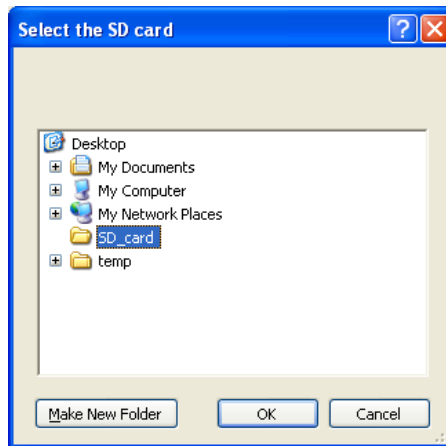 Select the SD card
Desktop
My Documents
My Computer
My Network Places
SD_card
temp
Make New Folder OK Cancel